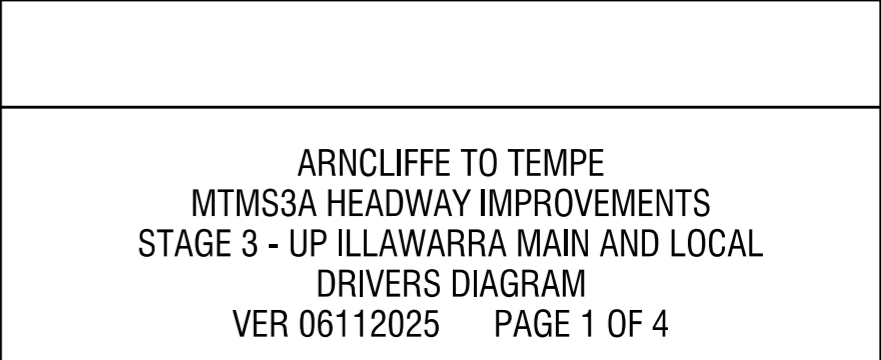 ARNCLIFFE TO TEMPE
MTMS3A HEADWAY IMPROVEMENTS
STAGE 3 - UP ILLAWARRA MAIN AND LOCAL
DRIVERS DIAGRAM
VER 06112025 PAGE 1 OF 4